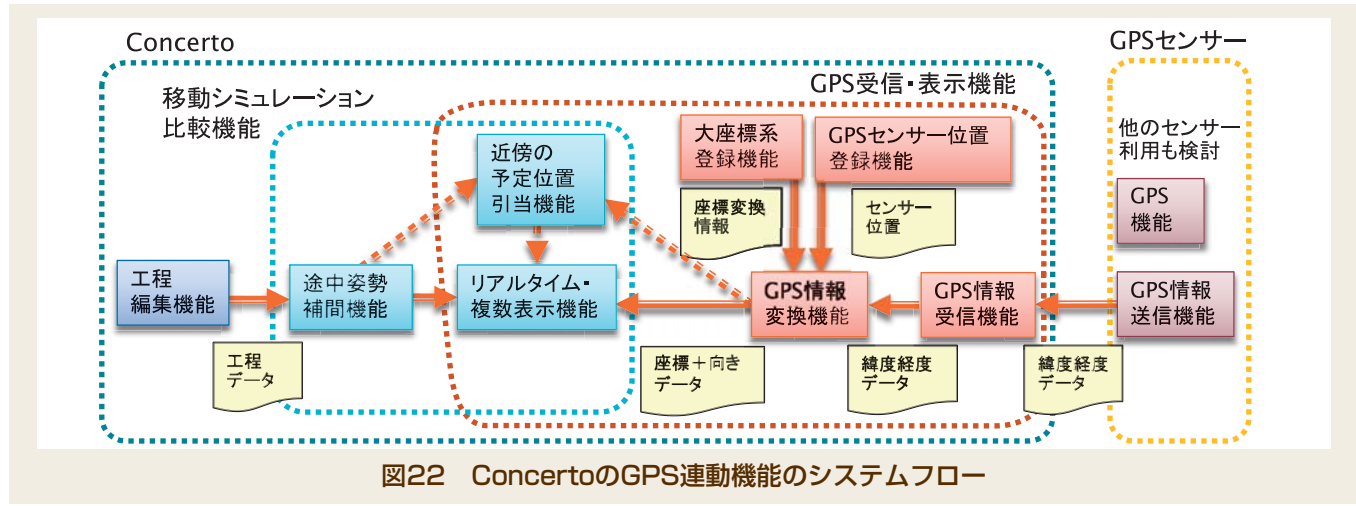 Concerto
GPSセンサー
移動シミュレーション
比較機能
GPS受信・表示機能
近傍の
予定位置
引当機能
大座標系
登録機能
GPSセンサー位置
登録機能
他のセンサー
利用も検討
座標変換
情報
センサー
位置
GPS
機能
工程
編集機能
途中姿勢
補間機能
リアルタイム・
複数表示機能
GPS情報
変換機能
GPS情報
受信機能
GPS情報
送信機能
工程
データ
座標＋向き
データ
緯度経度
データ
緯度経度
データ
図22　ConcertoのGPS連動機能のシステムフロー